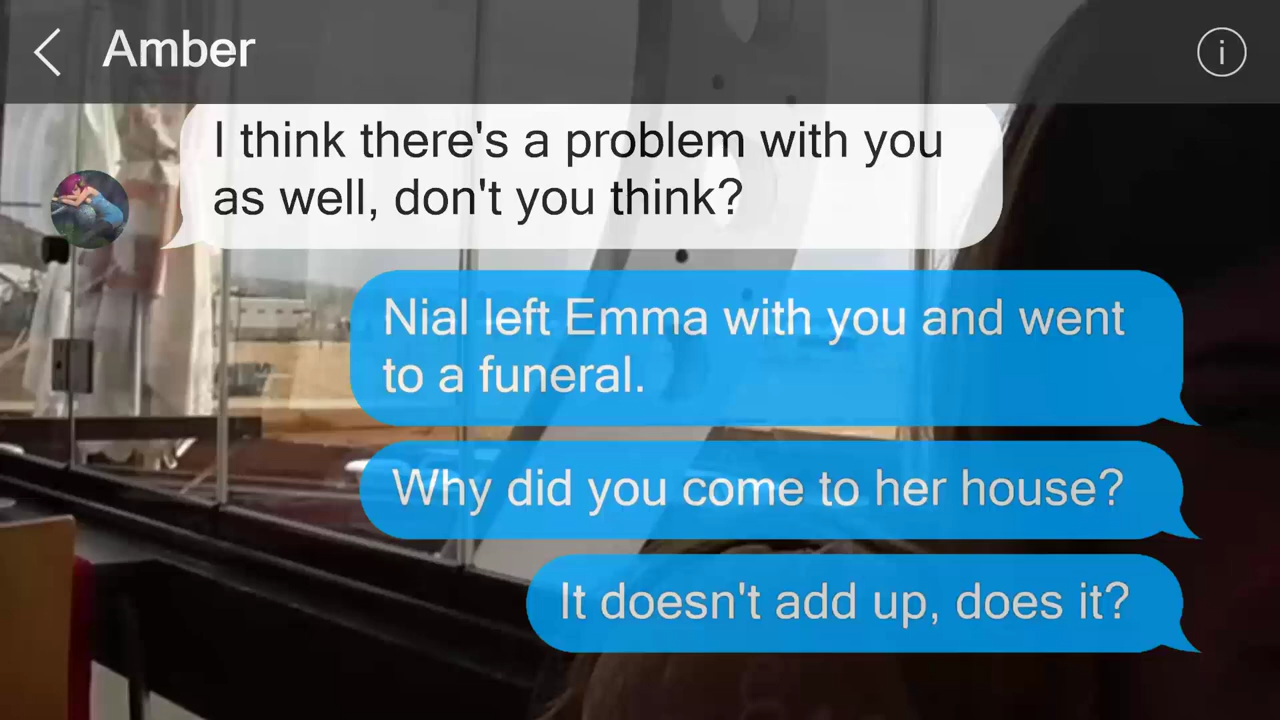 Amber
i
I think there's a problem with you
as well, don't you think?
Nial left Emma with you and went
to a funeral.
Why did you come to her house?
It doesn't add up, does it?